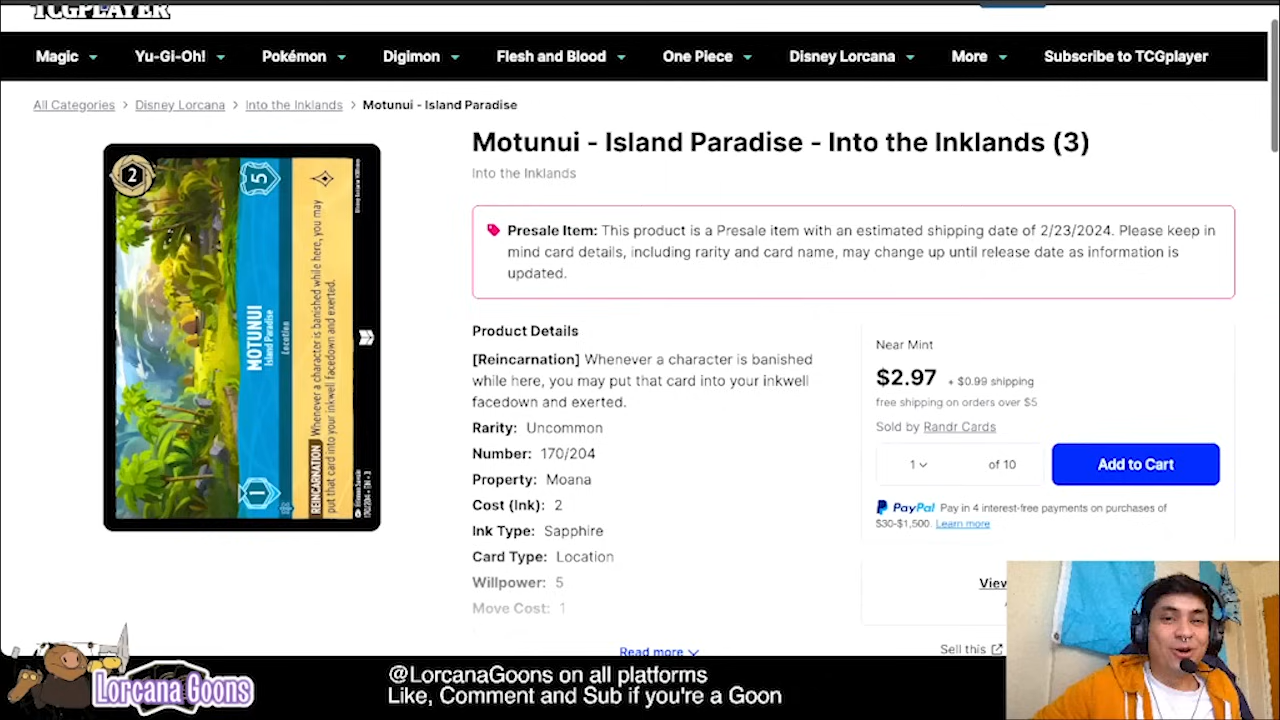 TCGPLAYER
Magic Yu-Gi-Oh! Pokémon Digimon Flesh and Blood One Piece Disney Lorcana More Subscribe to TCGplayer
All Categories > Disney Lorcana > Into the Inklands > Motunui - Island Paradise
2
5
MOTUNUI
Island Paradise
Location
REINCARNATION Whenever a character is banished while here, you may
put that card into your inkwell facedown and exerted.
1
170/204 • EN • 3
Motunui - Island Paradise - Into the Inklands (3)
Into the Inklands
Presale Item: This product is a Presale item with an estimated shipping date of 2/23/2024. Please keep in
mind card details, including rarity and card name, may change up until release date as information is
updated.
Product Details
[Reincarnation] Whenever a character is banished
while here, you may put that card into your inkwell
facedown and exerted.
Rarity: Uncommon
Number: 170/204
Property: Moana
Cost (Ink): 2
Ink Type: Sapphire
Card Type: Location
Willpower: 5
Move Cost: 1
Read more
Near Mint
$2.97 + $0.99 shipping
free shipping on orders over $5
Sold by Randr Cards
1 of 10
Add to Cart
PayPal Pay in 4 interest-free payments on purchases of
$30-$1,500. Learn more
View
Sell this
Lorcana Goons
@LorcanaGoons on all platforms
Like, Comment and Sub if you're a Goon